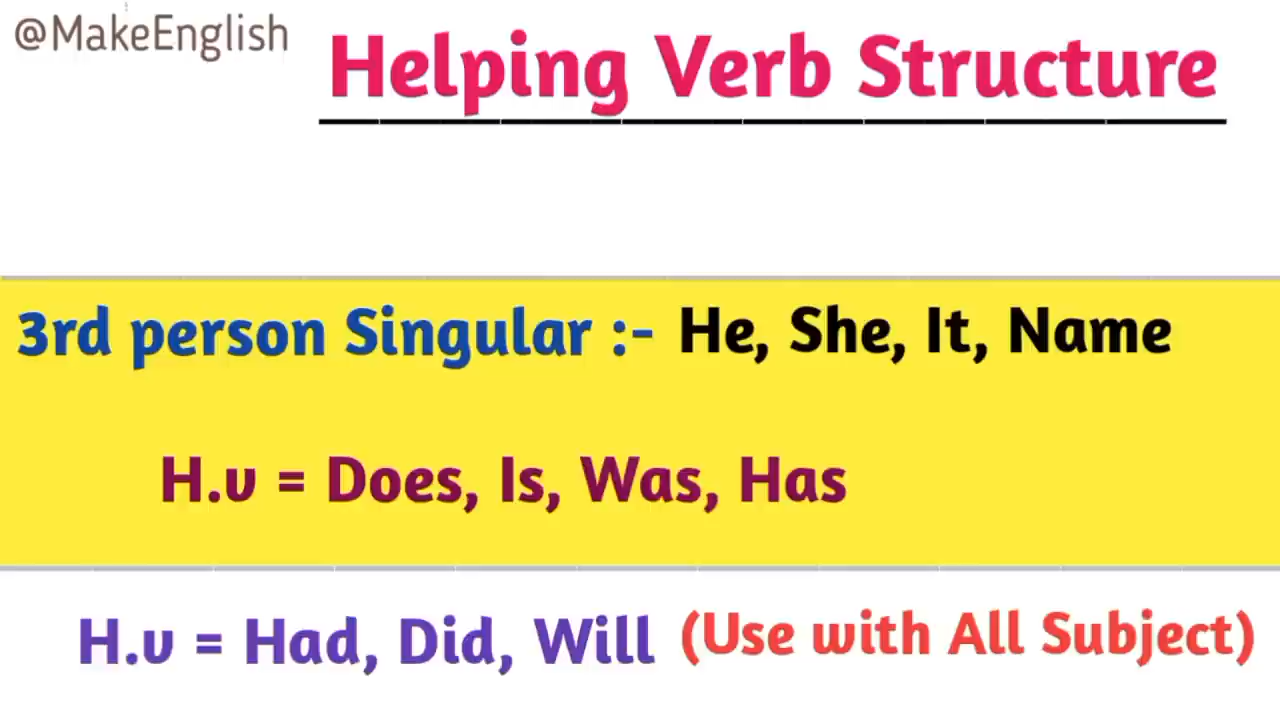 @MakeEnglish
Helping Verb Structure
3rd person Singular :- He, She, It, Name
H.v = Does, Is, Was, Has
H.v = Had, Did, Will (Use with All Subject)